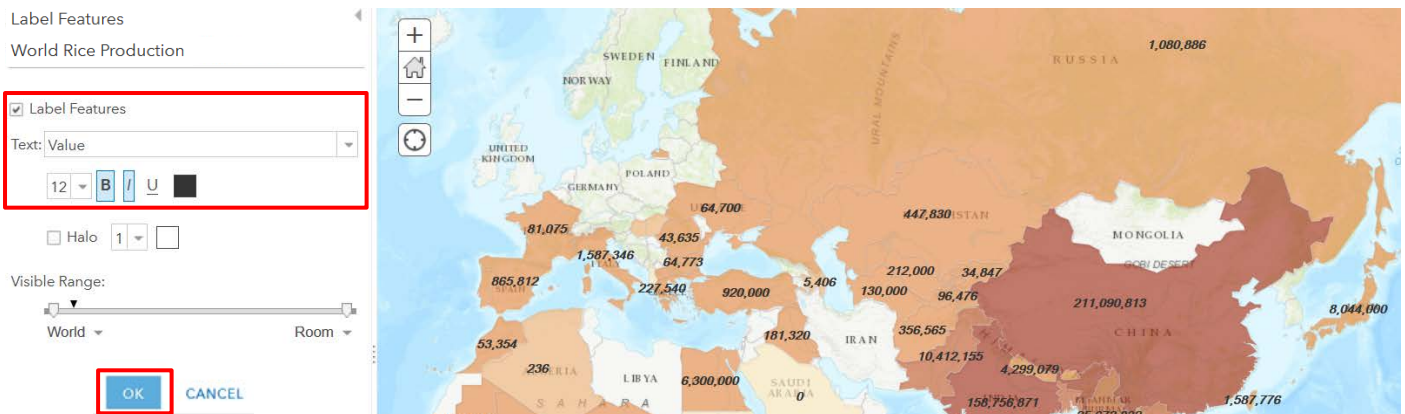 Label Features
World Rice Production
Label Features
Text: Value
12 B I U
Halo 1
Visible Range:
World Room
OK CANCEL
1,080,886
RUSSIA
SWEDEN
FINLAND
NORWAY
URAL MOUNTAINS
UNITED
KINGDOM
POLAND
GERMANY
64,700
447,830
81,075
43,635
MONGOLIA
1,587,346
ITALY
64,773
GOBI DESERT
865,812
SPAIN
227,540
920,000
5,406
212,000
34,847
130,000
96,476
211,090,813
8,044,000
53,354
181,320
IRAN
356,565
CHINA
236
10,412,155
4,299,079
LIBYA
6,300,000
SAUDI
ARABIA
0
SAHARA
158,756,871
1,587,776